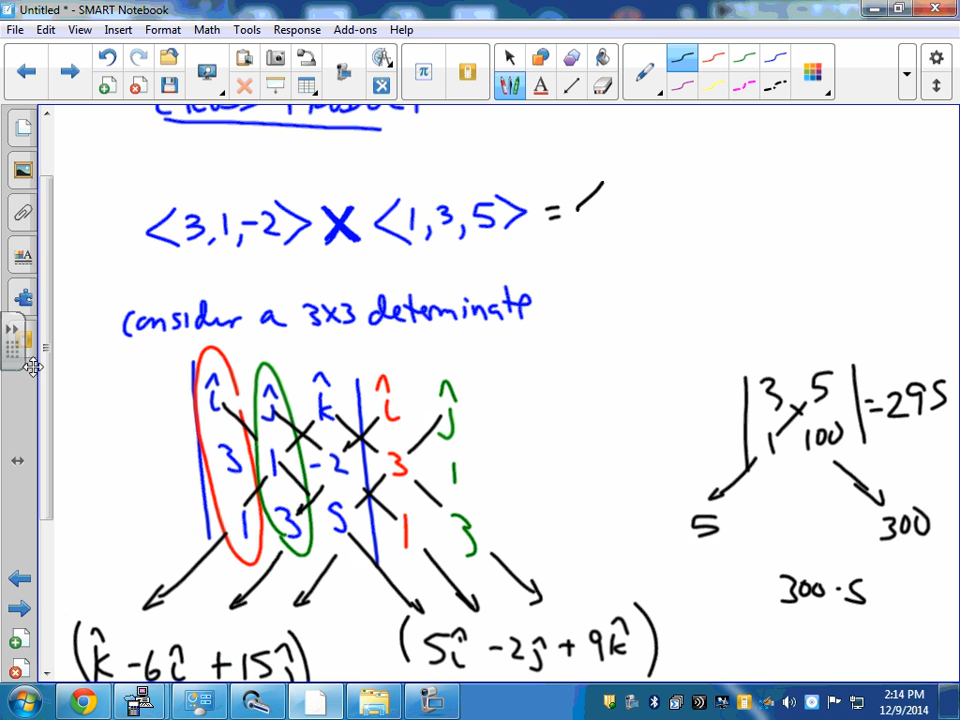 Untitled * - SMART Notebook
File Edit View Insert Format Math Tools Response Add-ons Help
CROSS PRODUCT
<3,1,-2> X <1,3,5> =
consider a 3x3 determinate
î ĵ k̂ î ĵ
3 1 -2 3 1
1 3 5 1 3
(k̂ -6î +15ĵ) (5î -2ĵ + 9k̂)
3 5
1 100
=295
5 300
300-5
2:14 PM
12/9/2014